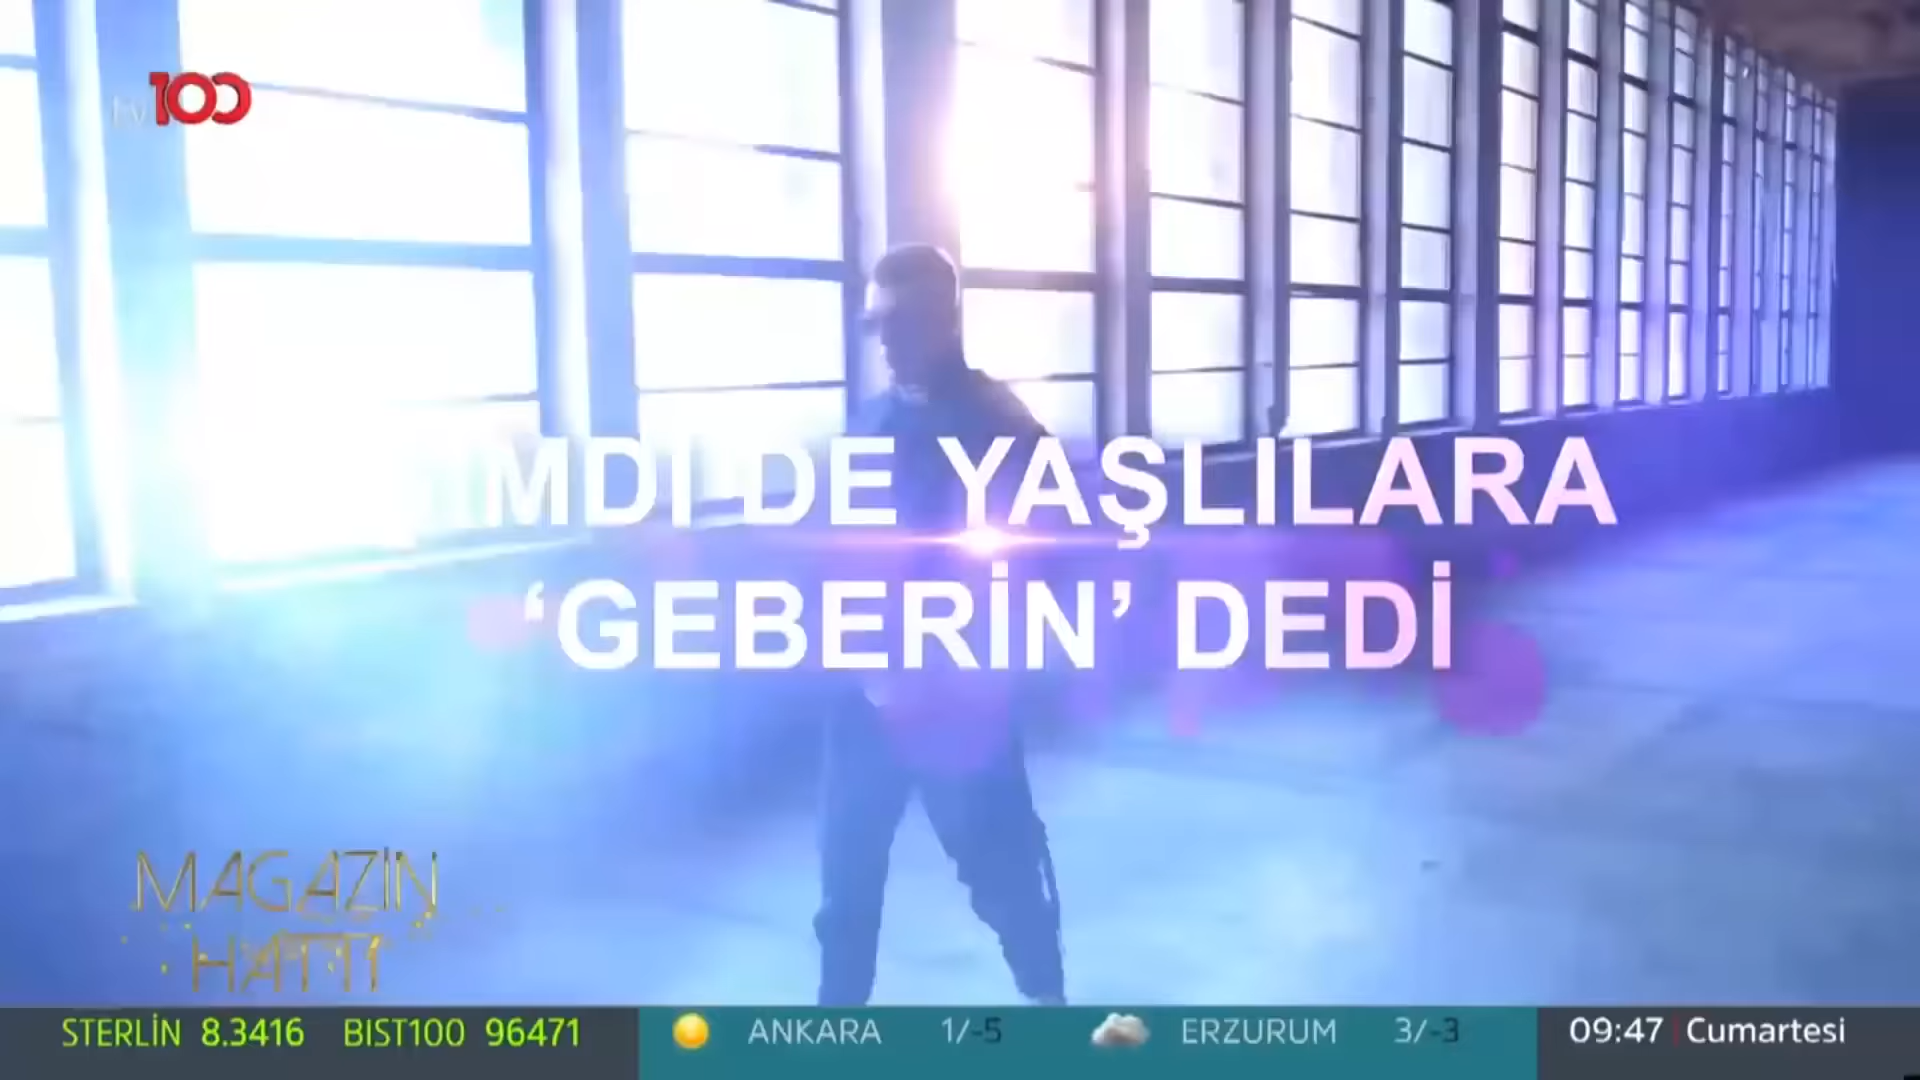 tv100
MDİ DE YAŞLILARA
‘GEBERİN’ DEDİ
MAGAZİN
HATTI
STERLİN 8.3416 BIST100 96471
ANKARA 1/-5
ERZURUM 3/-3
09:47 Cumartesi